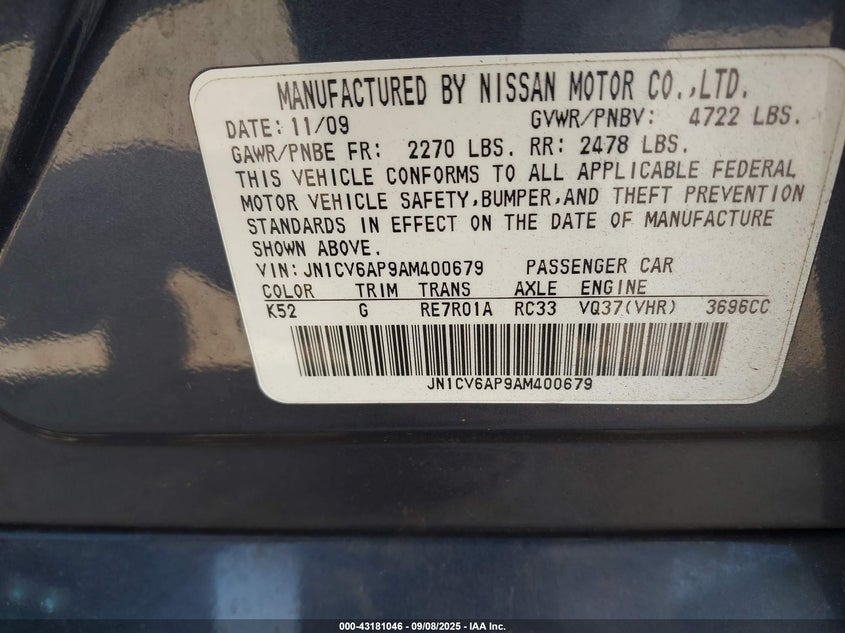 MANUFACTURED BY NISSAN MOTOR CO.,LTD.
DATE: 11/09 GVWR/PNBV: 4722 LBS.
GAWR/PNBE FR: 2270 LBS. RR: 2478 LBS.
THIS VEHICLE CONFORMS TO ALL APPLICABLE FEDERAL
MOTOR VEHICLE SAFETY,BUMPER,AND THEFT PREVENTION
STANDARDS IN EFFECT ON THE DATE OF MANUFACTURE
SHOWN ABOVE.
VIN: JN1CV6AP9AM400679 PASSENGER CAR
COLOR TRIM TRANS AXLE ENGINE
K52 G RE7R01A RC33 VQ37(VHR) 3696CC
JN1CV6AP9AM400679
000-43181046 - 09/08/2025 - IAA Inc.